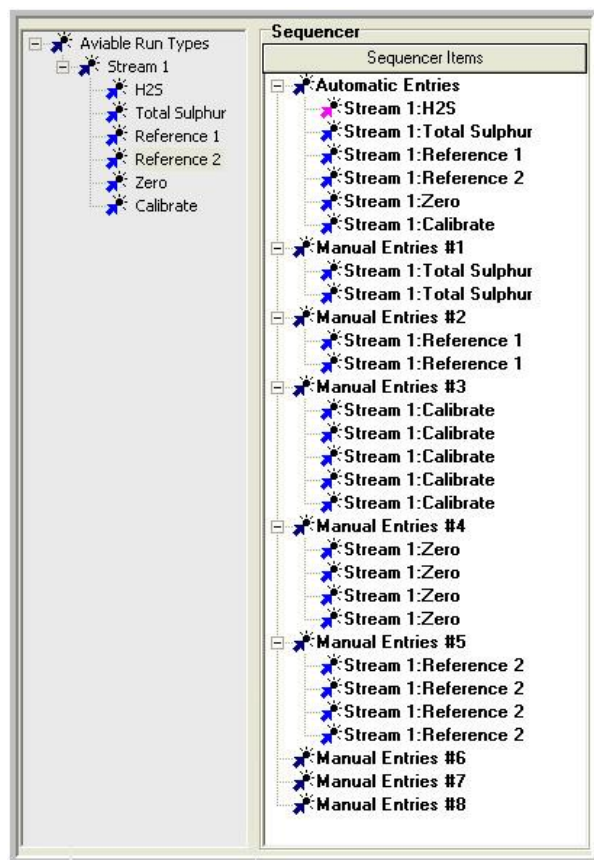 Aviable Run Types
Stream 1
H2S
Total Sulphur
Reference 1
Reference 2
Zero
Calibrate
Sequencer
Sequencer Items
Automatic Entries
Stream 1:H2S
Stream 1:Total Sulphur
Stream 1:Reference 1
Stream 1:Reference 2
Stream 1:Zero
Stream 1:Calibrate
Manual Entries #1
Stream 1:Total Sulphur
Stream 1:Total Sulphur
Manual Entries #2
Stream 1:Reference 1
Stream 1:Reference 1
Manual Entries #3
Stream 1:Calibrate
Stream 1:Calibrate
Stream 1:Calibrate
Stream 1:Calibrate
Stream 1:Calibrate
Manual Entries #4
Stream 1:Zero
Stream 1:Zero
Stream 1:Zero
Stream 1:Zero
Manual Entries #5
Stream 1:Reference 2
Stream 1:Reference 2
Stream 1:Reference 2
Stream 1:Reference 2
Manual Entries #6
Manual Entries #7
Manual Entries #8